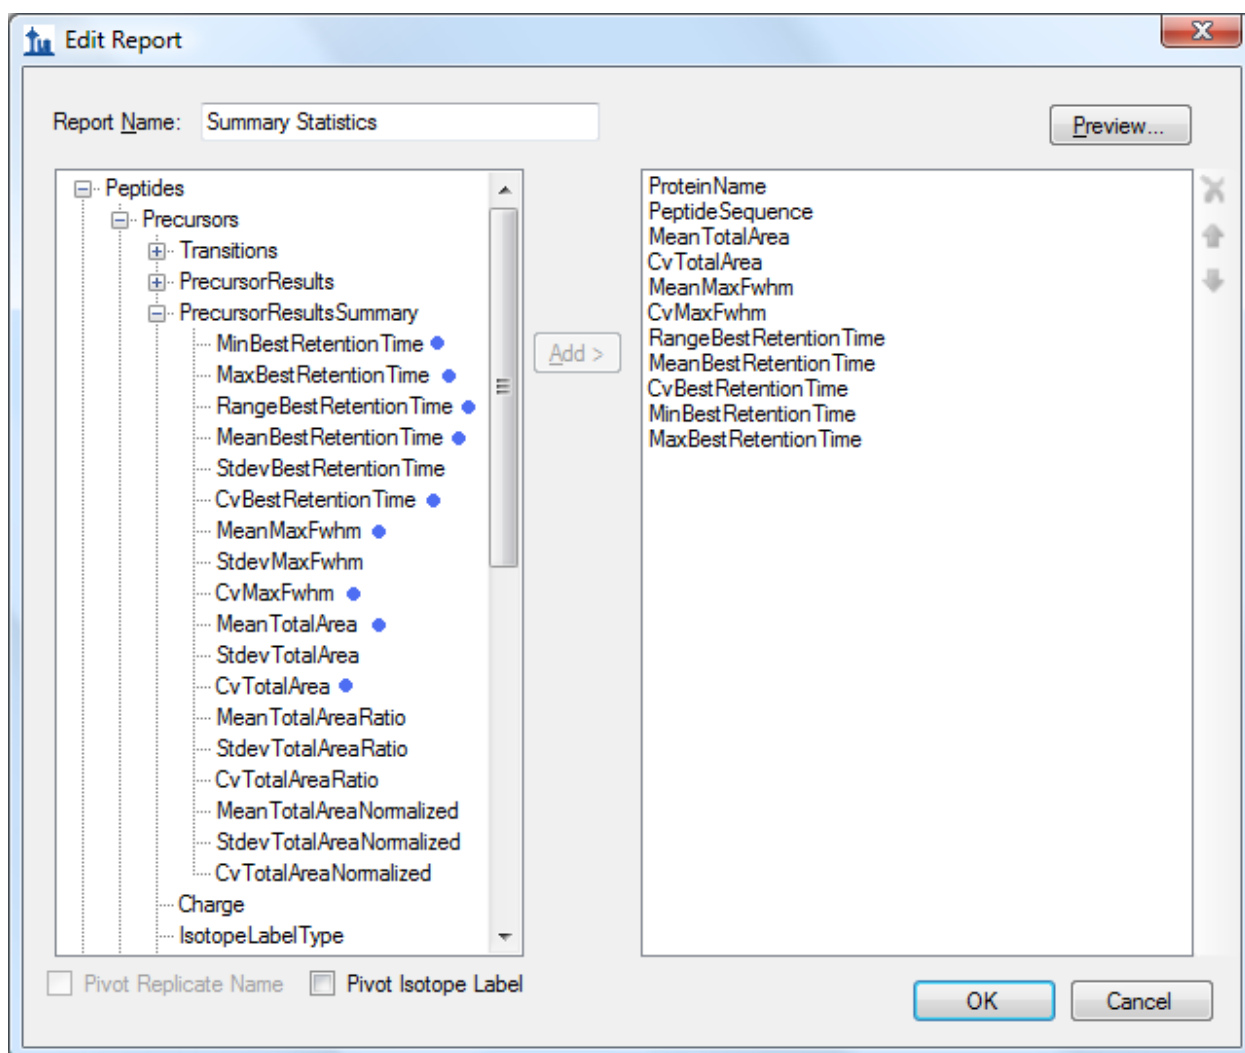 Edit Report
Report Name: Summary Statistics
Preview...
Peptides
Precursors
Transitions
PrecursorResults
PrecursorResultsSummary
MinBestRetentionTime
MaxBestRetentionTime
RangeBestRetentionTime
MeanBestRetentionTime
StdevBestRetentionTime
CvBestRetentionTime
MeanMaxFwhm
StdevMaxFwhm
CvMaxFwhm
MeanTotalArea
StdevTotalArea
CvTotalArea
MeanTotalAreaRatio
StdevTotalAreaRatio
CvTotalAreaRatio
MeanTotalAreaNormalized
StdevTotalAreaNormalized
CvTotalAreaNormalized
Charge
IsotopeLabelType
Add >
ProteinName
PeptideSequence
MeanTotalArea
CvTotalArea
MeanMaxFwhm
CvMaxFwhm
RangeBestRetentionTime
MeanBestRetentionTime
CvBestRetentionTime
MinBestRetentionTime
MaxBestRetentionTime
Pivot Replicate Name Pivot Isotope Label
OK Cancel